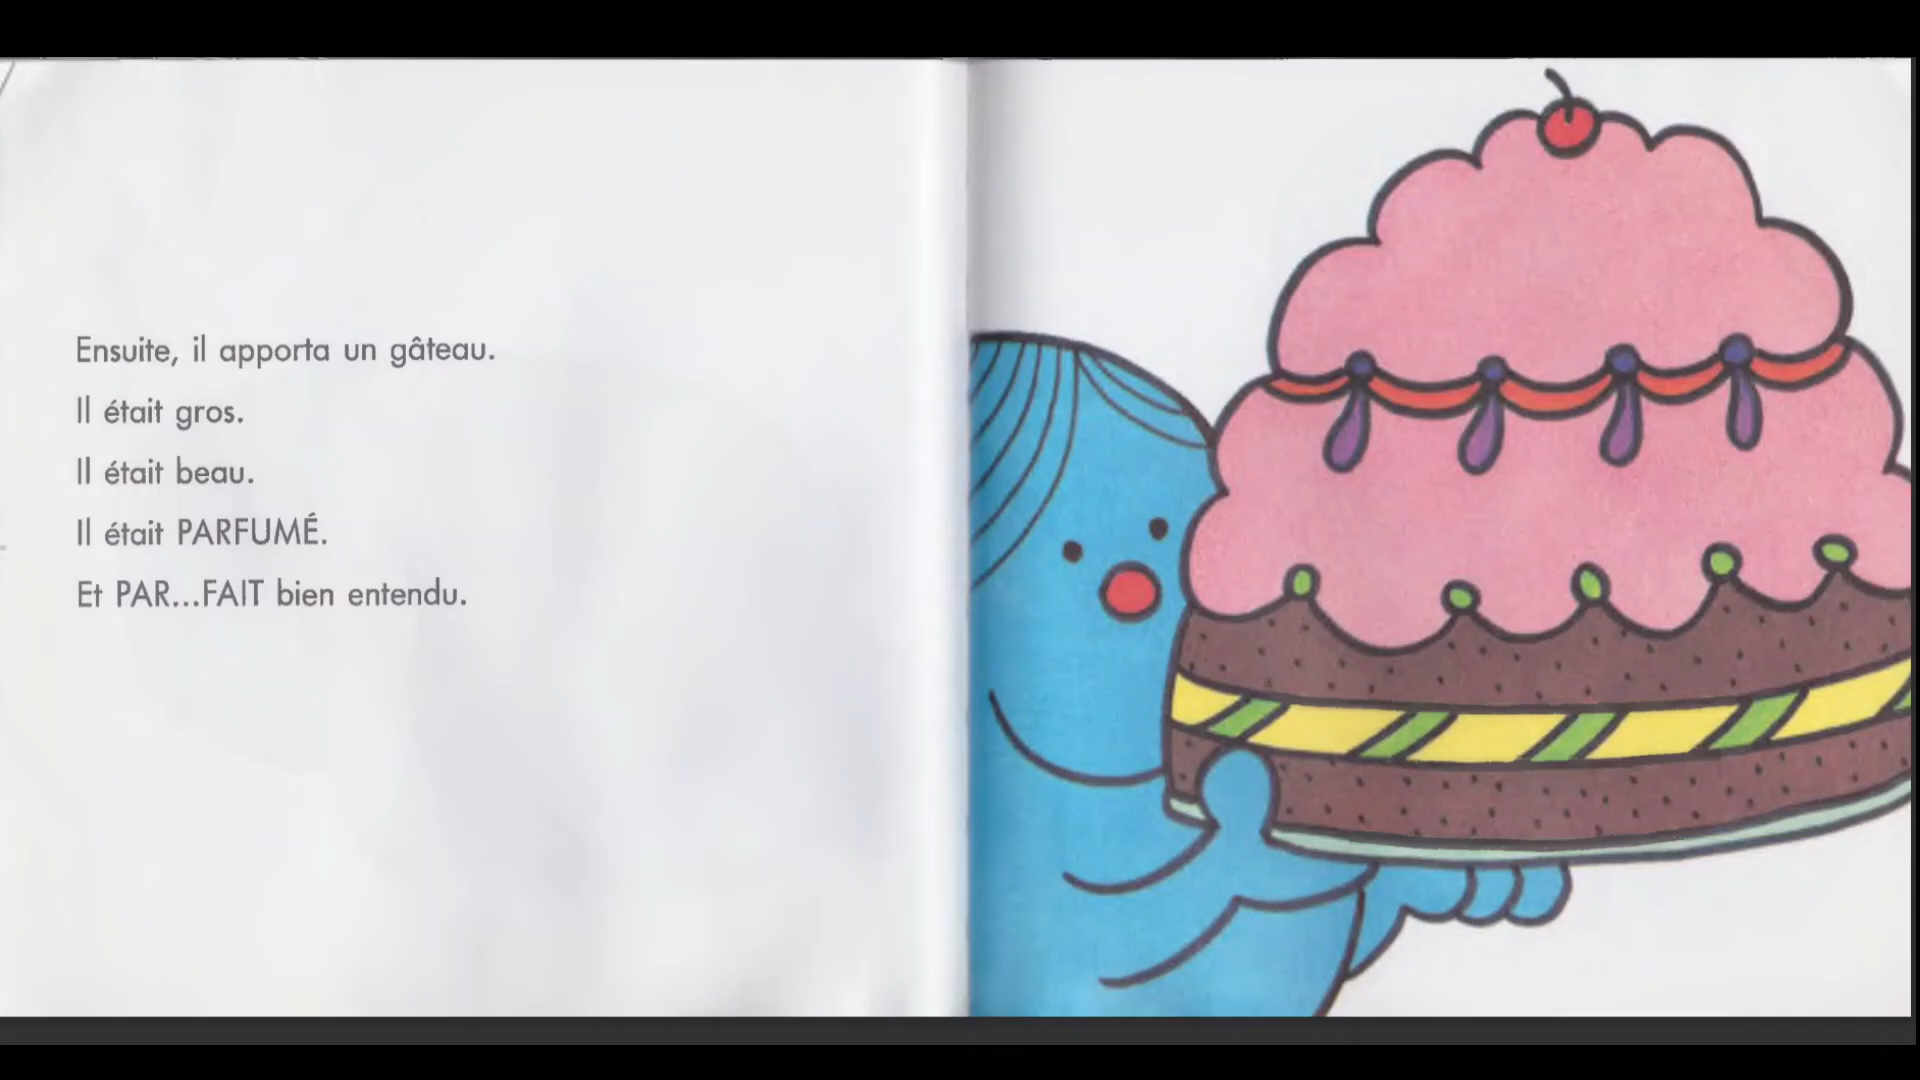 Ensuite, il apporta un gâteau.
Il était gros.
Il était beau.
Il était PARFUMÉ.
Et PAR...FAIT bien entendu.